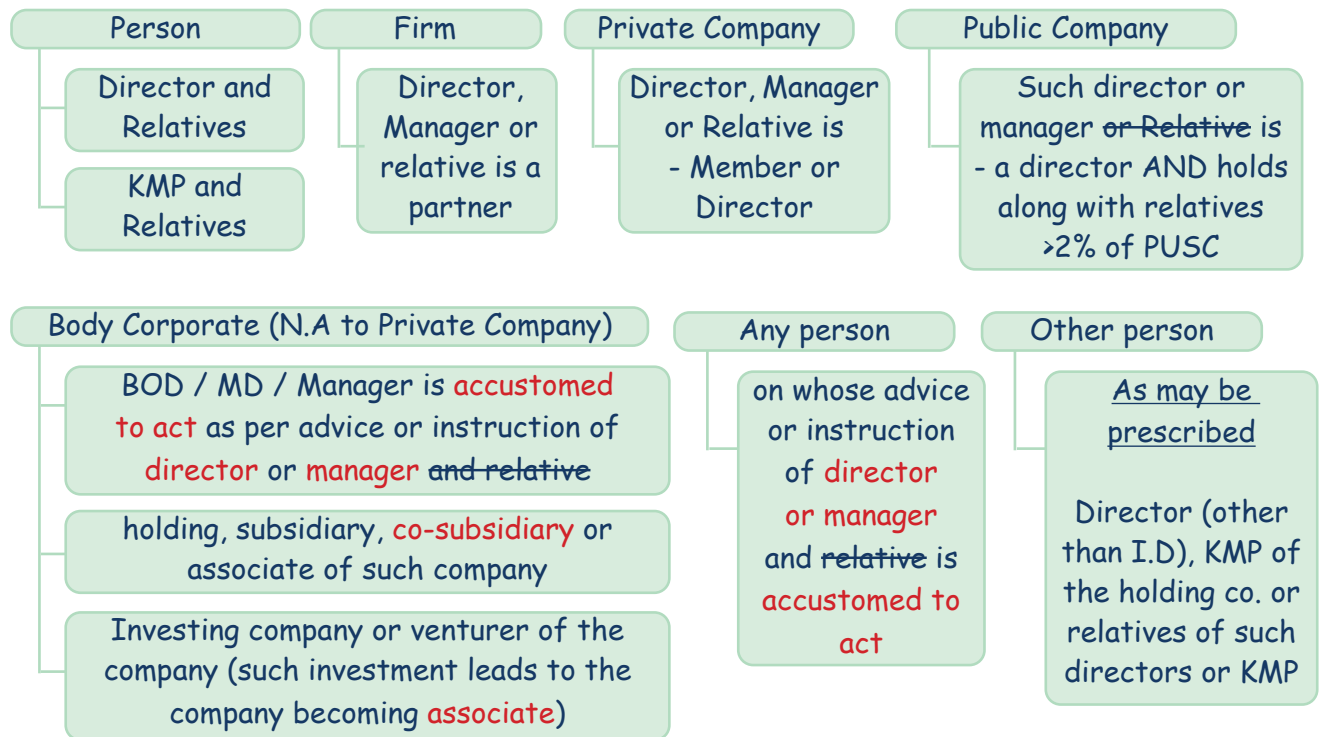 Person
Director and
Relatives
KMP and
Relatives
Firm
Director,
Manager or
relative is a
partner
Private Company
Director, Manager
or Relative is
- Member or
Director
Public Company
Such director or
manager or Relative is
- a director AND holds
along with relatives
>2% of PUSC
Body Corporate (N.A to Private Company)
BOD / MD / Manager is accustomed
to act as per advice or instruction of
director or manager and relative
holding, subsidiary, co-subsidiary or
associate of such company
Investing company or venturer of the
company (such investment leads to the
company becoming associate)
Any person
on whose advice
or instruction
of director
or manager
and relative is
accustomed to
act
Other person
As may be
prescribed
Director (other
than I.D), KMP of
the holding co. or
relatives of such
directors or KMP